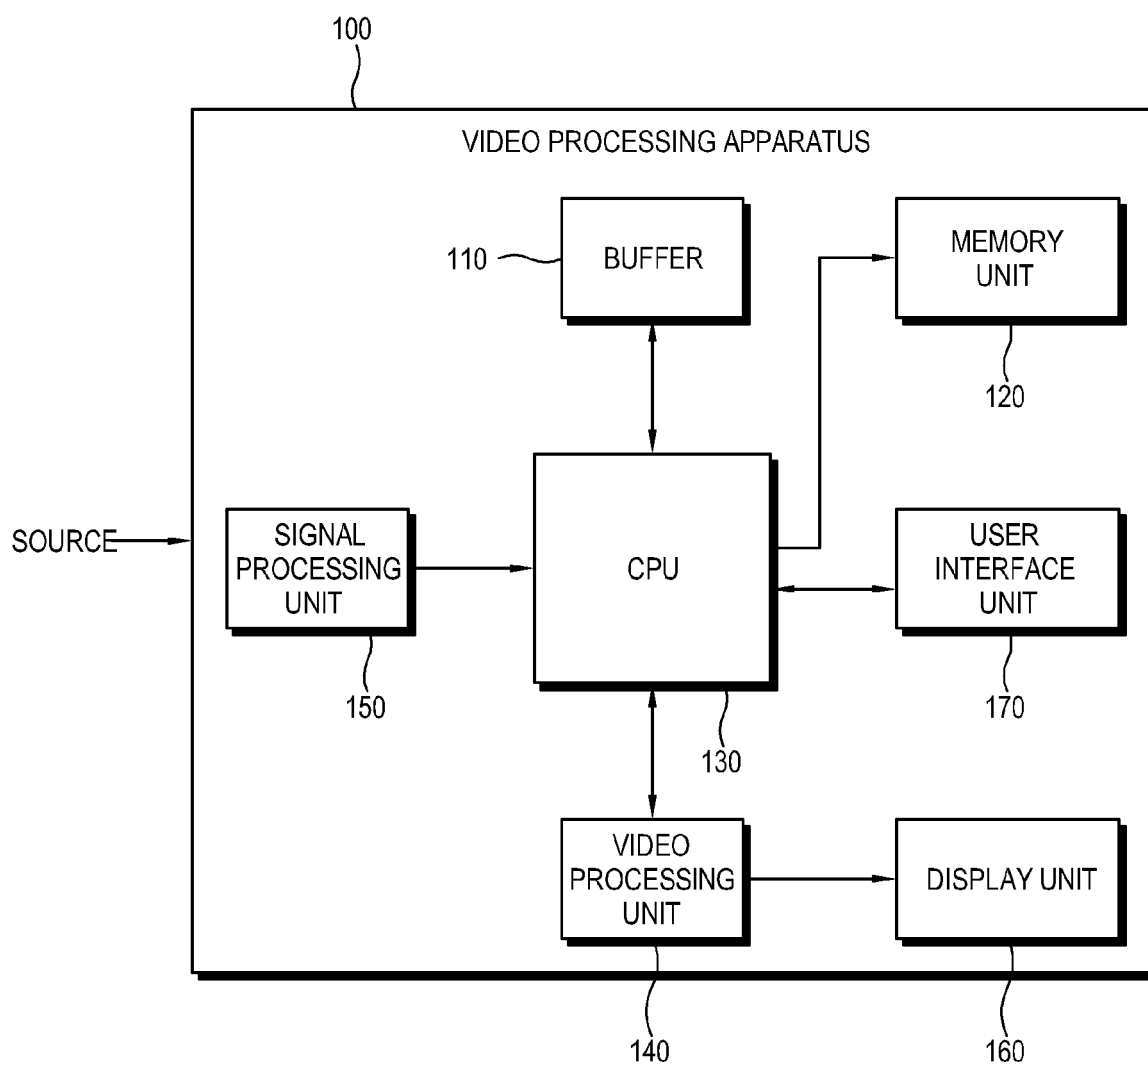 100
VIDEO PROCESSING APPARATUS
110
BUFFER
MEMORY
UNIT
120
SOURCE
SIGNAL
PROCESSING
UNIT
150
CPU
130
USER
INTERFACE
UNIT
170
VIDEO
PROCESSING
UNIT
140
DISPLAY UNIT
160